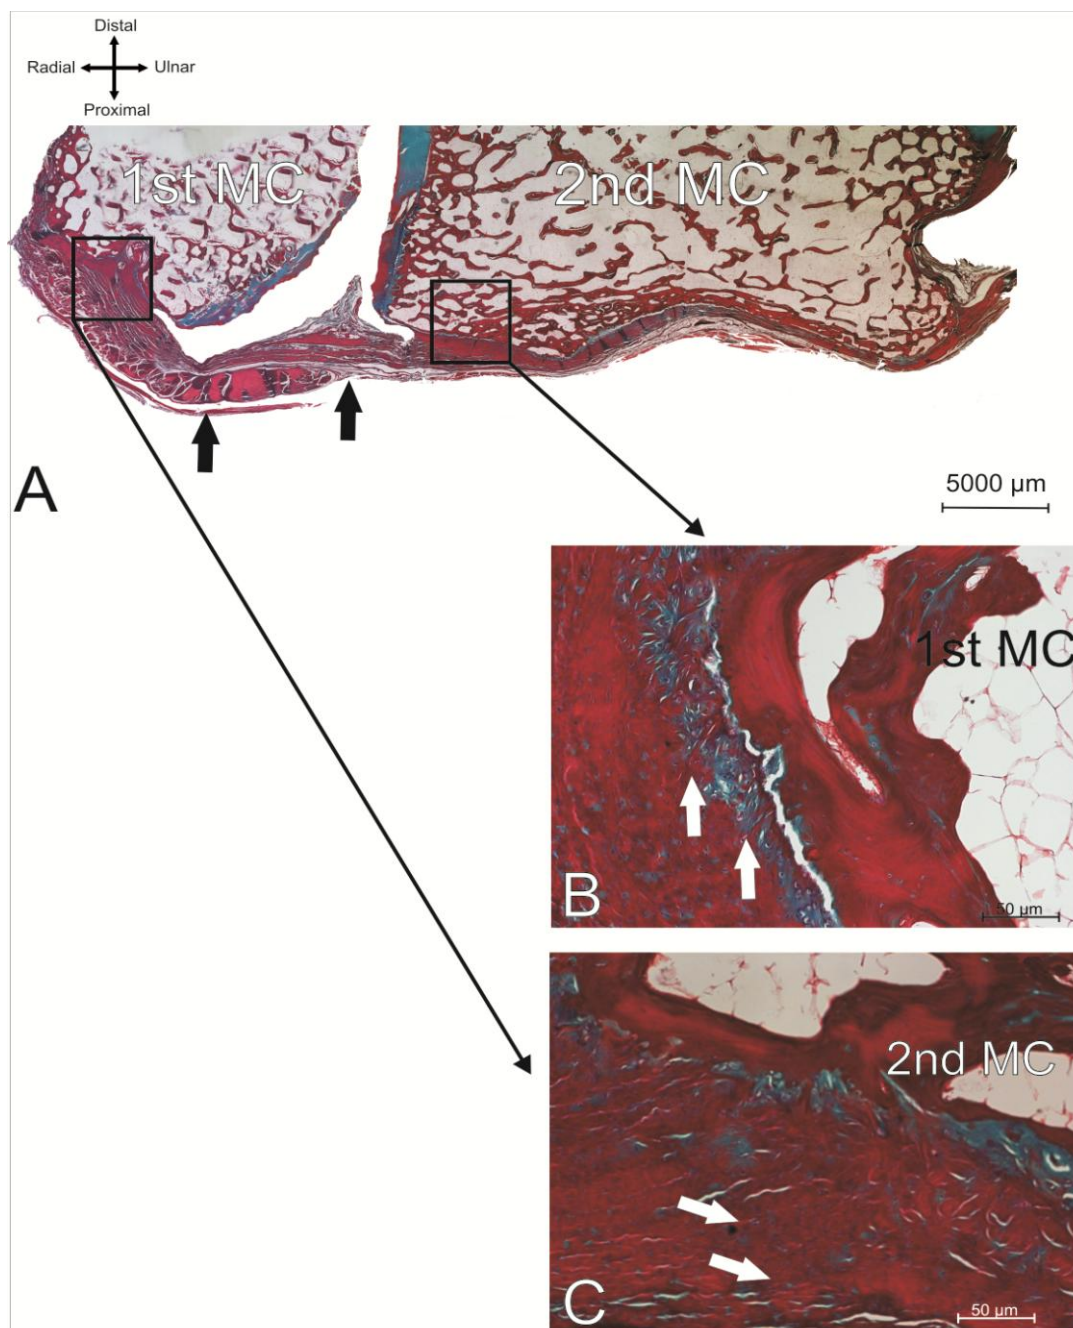 Distal
Radial Ulnar
Proximal
1st MC
2nd MC
A
5000 µm
1st MC
B
50 µm
2nd MC
C
50 µm